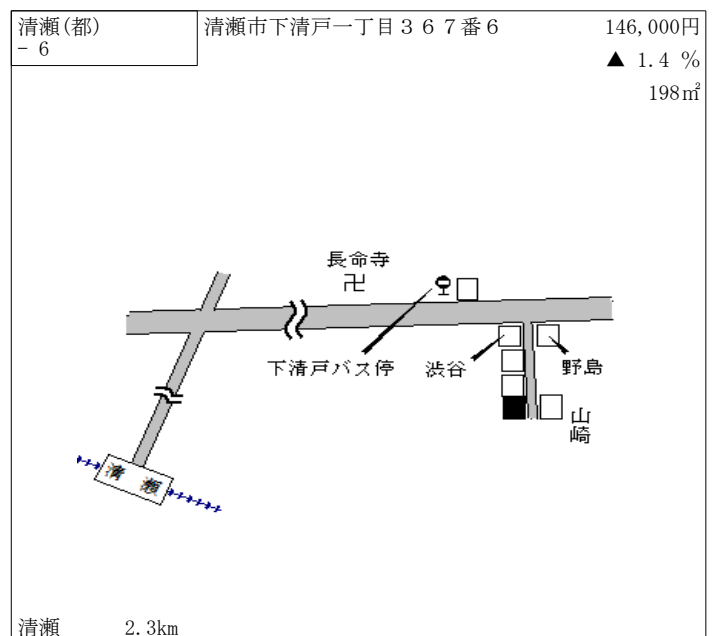 清瀬(都)
- 6
清瀬市下清戸一丁目３６７番６
146,000円
▲ 1.4 %
198㎡
長命寺
卍
下清戸バス停
渋谷
野島
山崎
清瀬
清瀬 2.3km